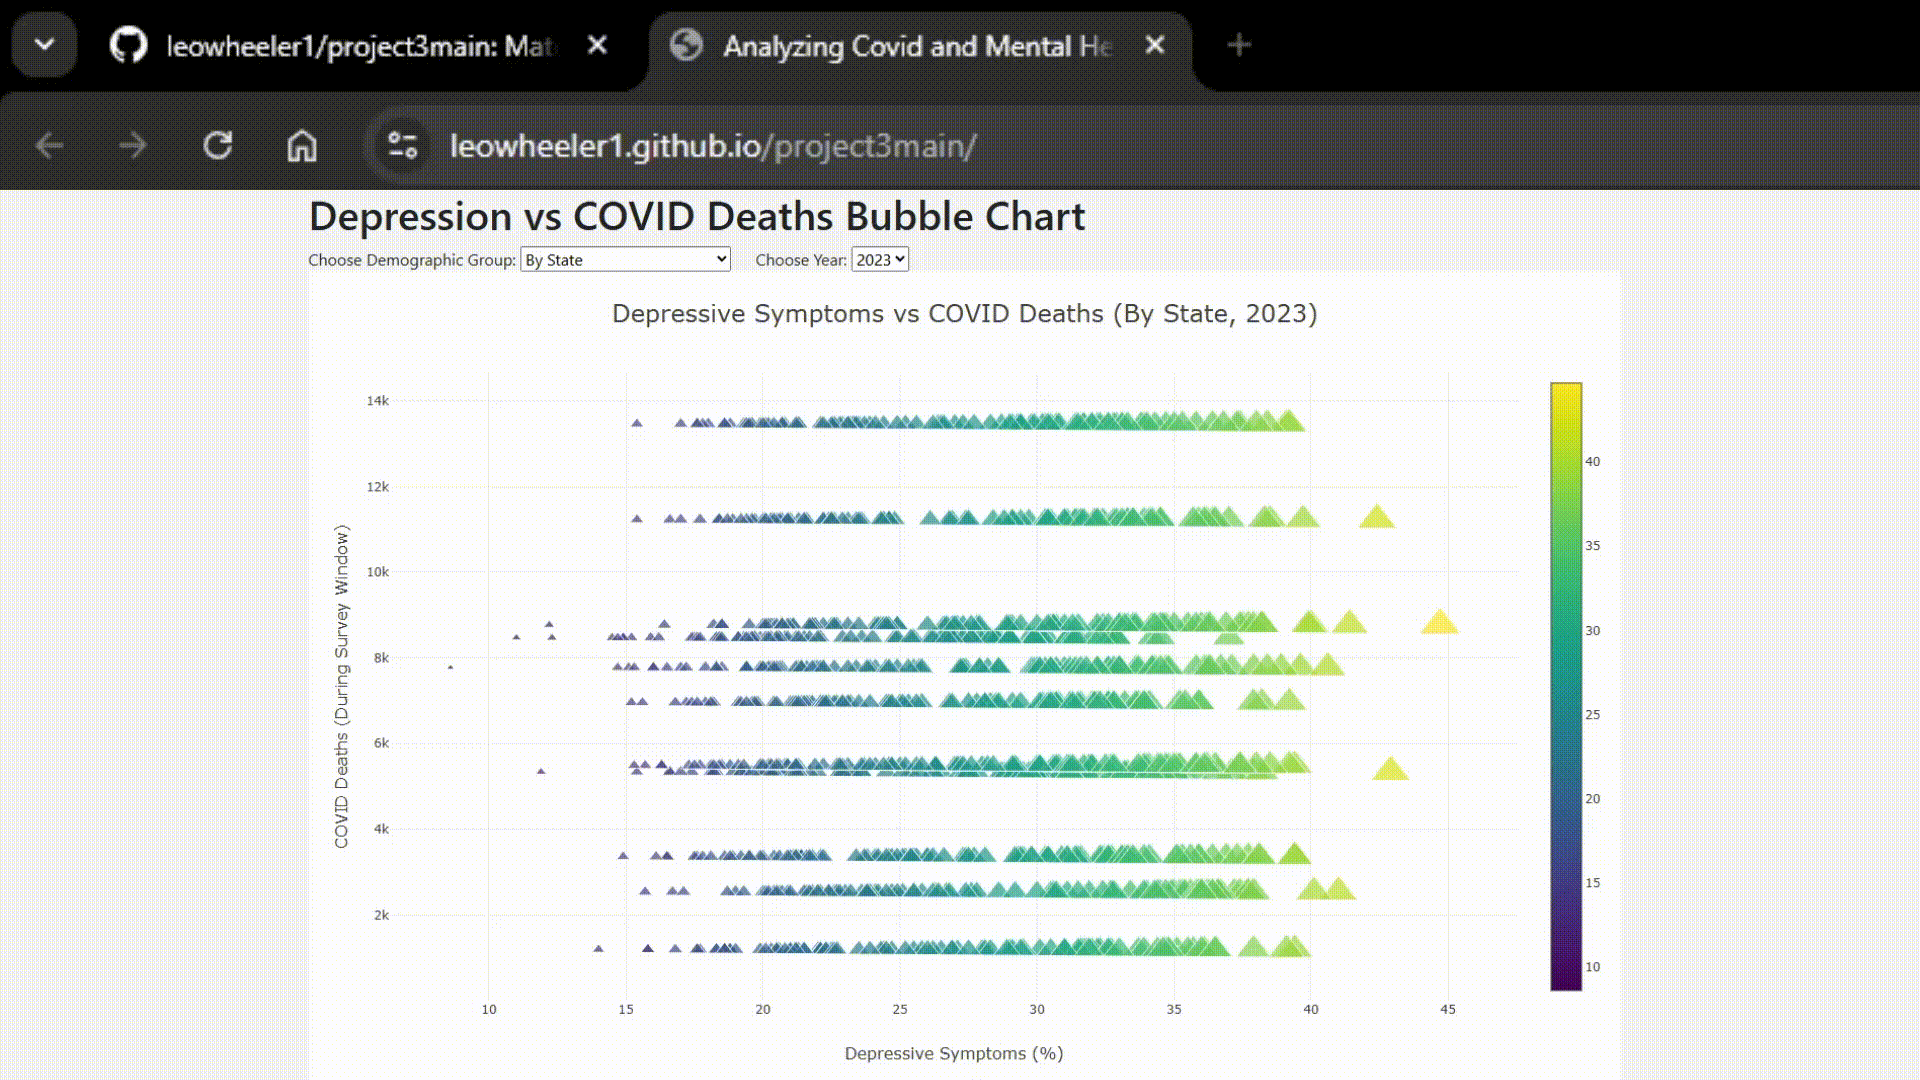 leowheeler1/project3main: Mat
Analyzing Covid and Mental He
leowheeler1.github.io/project3main/
Depression vs COVID Deaths Bubble Chart
Choose Demographic Group: By State Choose Year: 2023
Depressive Symptoms vs COVID Deaths (By State, 2023)
COVID Deaths (During Survey Window)
14k
12k
10k
8k
6k
4k
2k
10 15 20 25 30 35 40 45
Depressive Symptoms (%)
40
35
30
25
20
15
10